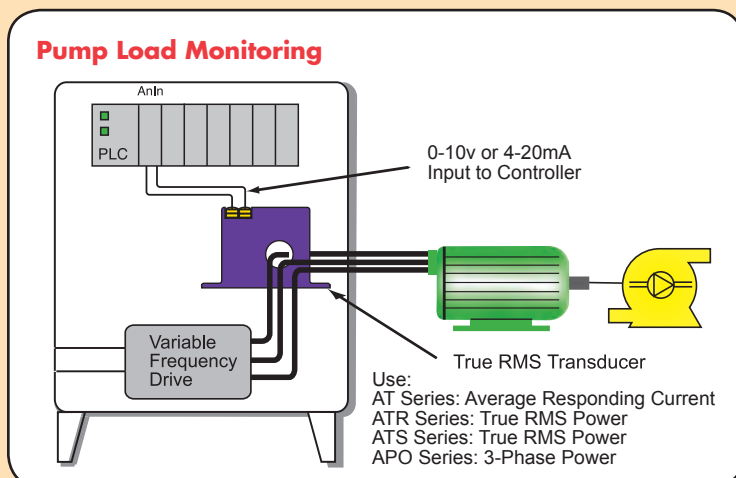 Pump Load Monitoring
AnIn
PLC
0-10v or 4-20mA
Input to Controller
Variable
Frequency
Drive
True RMS Transducer
Use:
AT Series: Average Responding Current
ATR Series: True RMS Power
ATS Series: True RMS Power
APO Series: 3-Phase Power